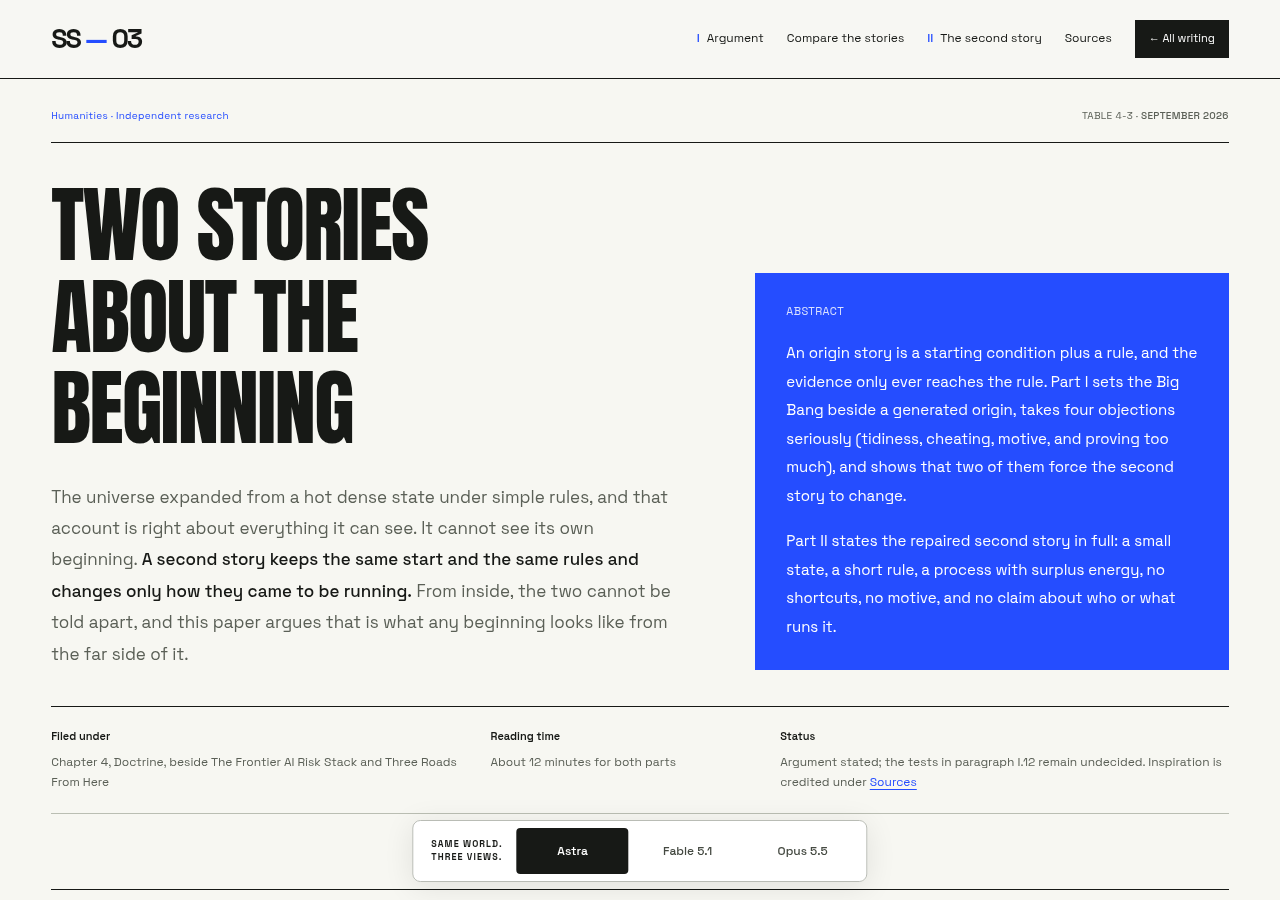 SS — 03
I Argument
Compare the stories
II The second story
Sources
← All writing
Humanities · Independent research
TABLE 4-3 · SEPTEMBER 2026
TWO STORIES
ABOUT THE
BEGINNING
The universe expanded from a hot dense state under simple rules, and that
account is right about everything it can see. It cannot see its own
beginning. A second story keeps the same start and the same rules and
changes only how they came to be running. From inside, the two cannot be
told apart, and this paper argues that is what any beginning looks like from
the far side of it.
ABSTRACT
An origin story is a starting condition plus a rule, and the
evidence only ever reaches the rule. Part I sets the Big
Bang beside a generated origin, takes four objections
seriously (tidiness, cheating, motive, and proving too
much), and shows that two of them force the second
story to change.
Part II states the repaired second story in full: a small
state, a short rule, a process with surplus energy, no
shortcuts, no motive, and no claim about who or what
runs it.
Filed under
Chapter 4, Doctrine, beside The Frontier AI Risk Stack and Three Roads
From Here
Reading time
About 12 minutes for both parts
Status
Argument stated; the tests in paragraph I.12 remain undecided. Inspiration is
credited under Sources
SAME WORLD.
THREE VIEWS.
Astra
Fable 5.1
Opus 5.5